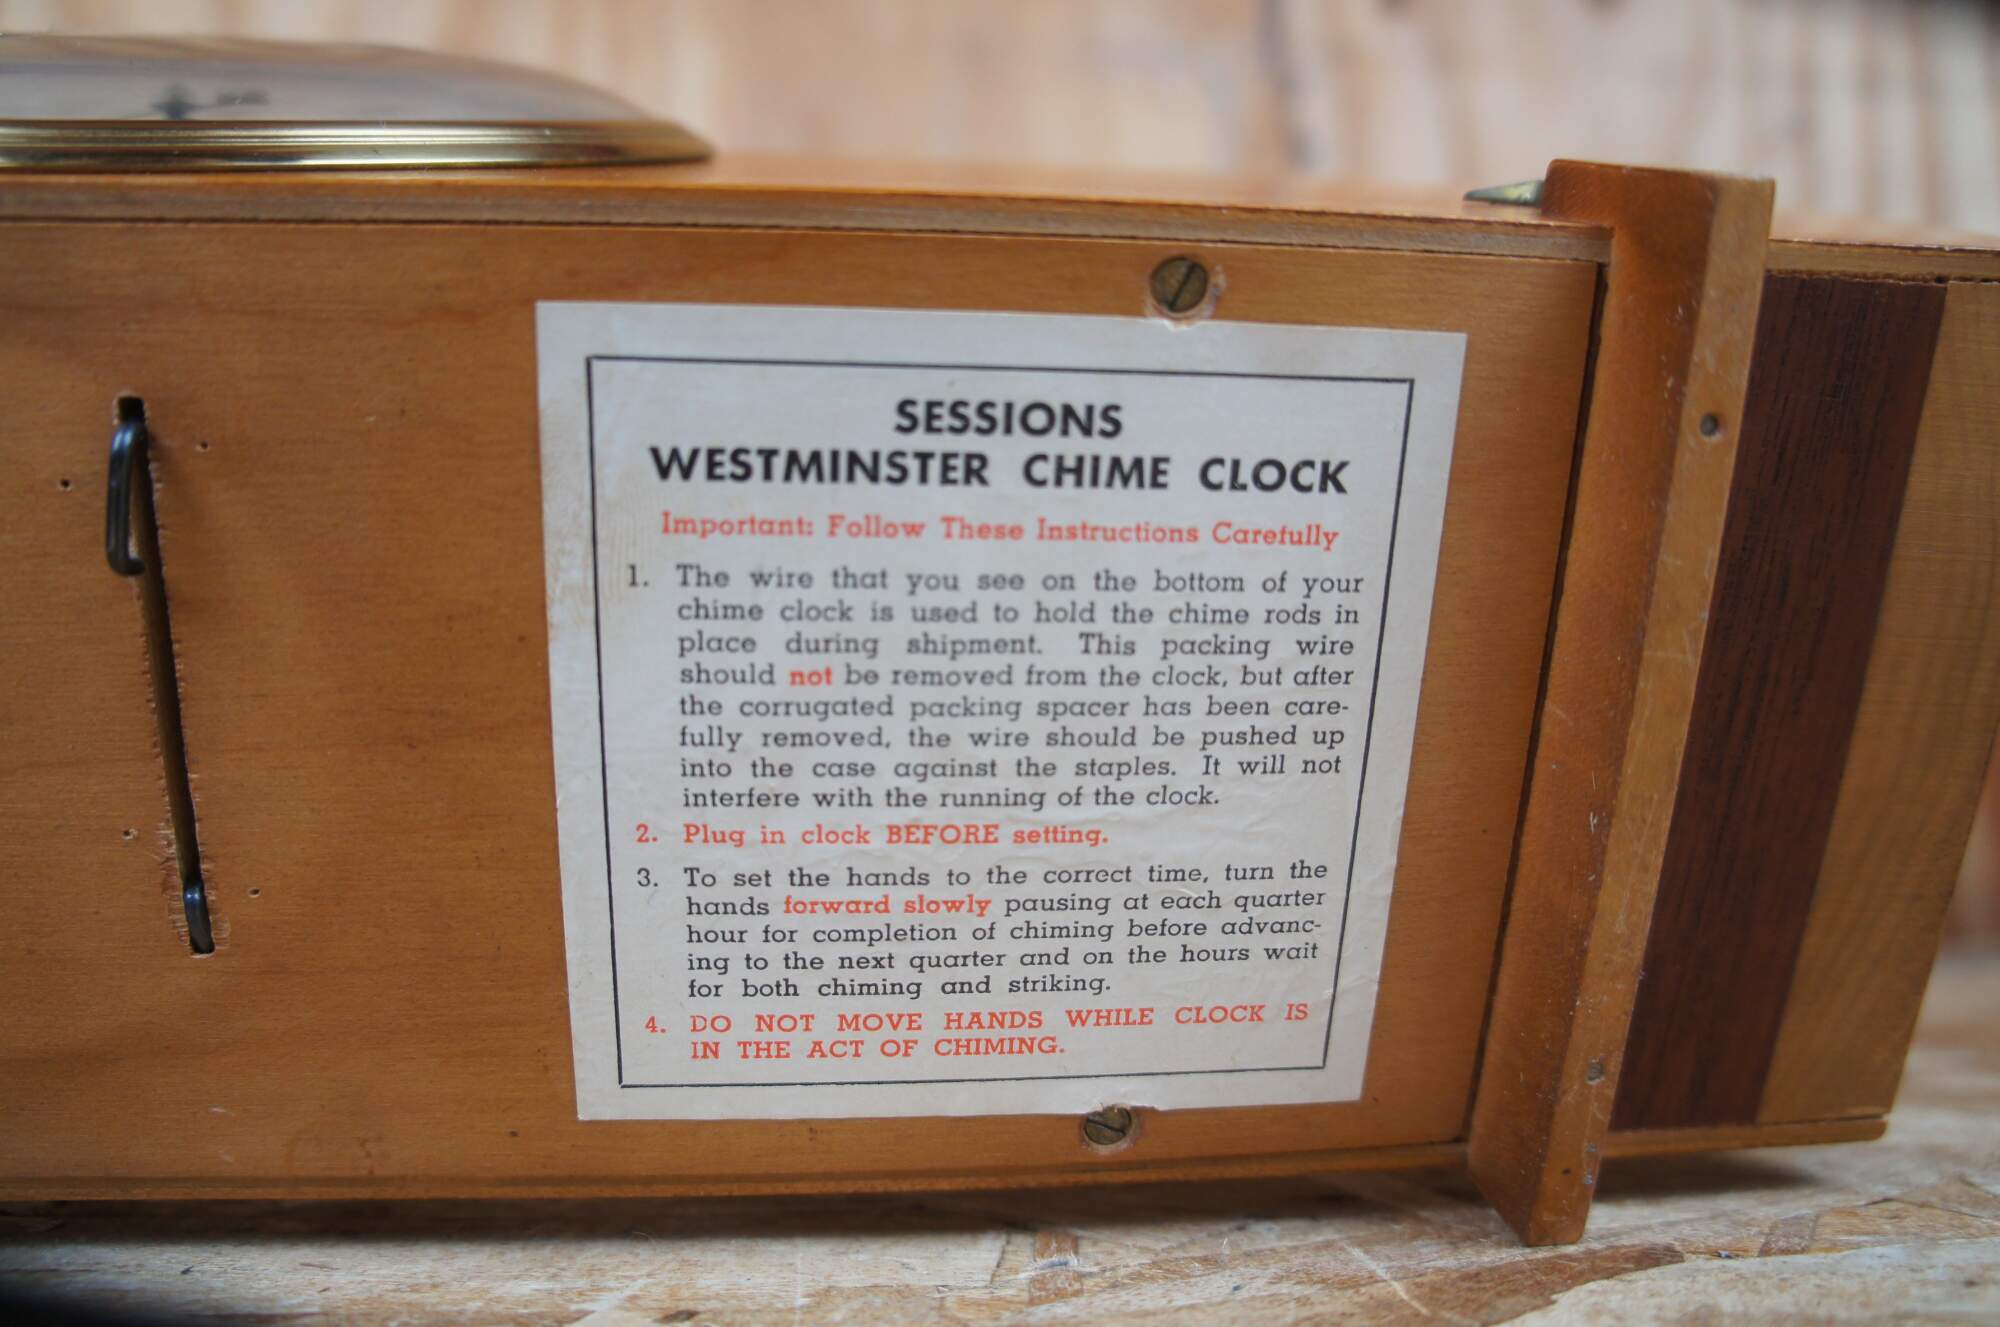 SESSIONS
WESTMINSTER CHIME CLOCK
Important: Follow These Instructions Carefully
1. The wire that you see on the bottom of your
chime clock is used to hold the chime rods in
place during shipment. This packing wire
should not be removed from the clock, but after
the corrugated packing spacer has been care-
fully removed, the wire should be pushed up
into the case against the staples. It will not
interfere with the running of the clock.
2. Plug in clock BEFORE setting.
3. To set the hands to the correct time, turn the
hands forward slowly pausing at each quarter
hour for completion of chiming before advanc-
ing to the next quarter and on the hours wait
for both chiming and striking.
4. DO NOT MOVE HANDS WHILE CLOCK IS
IN THE ACT OF CHIMING.